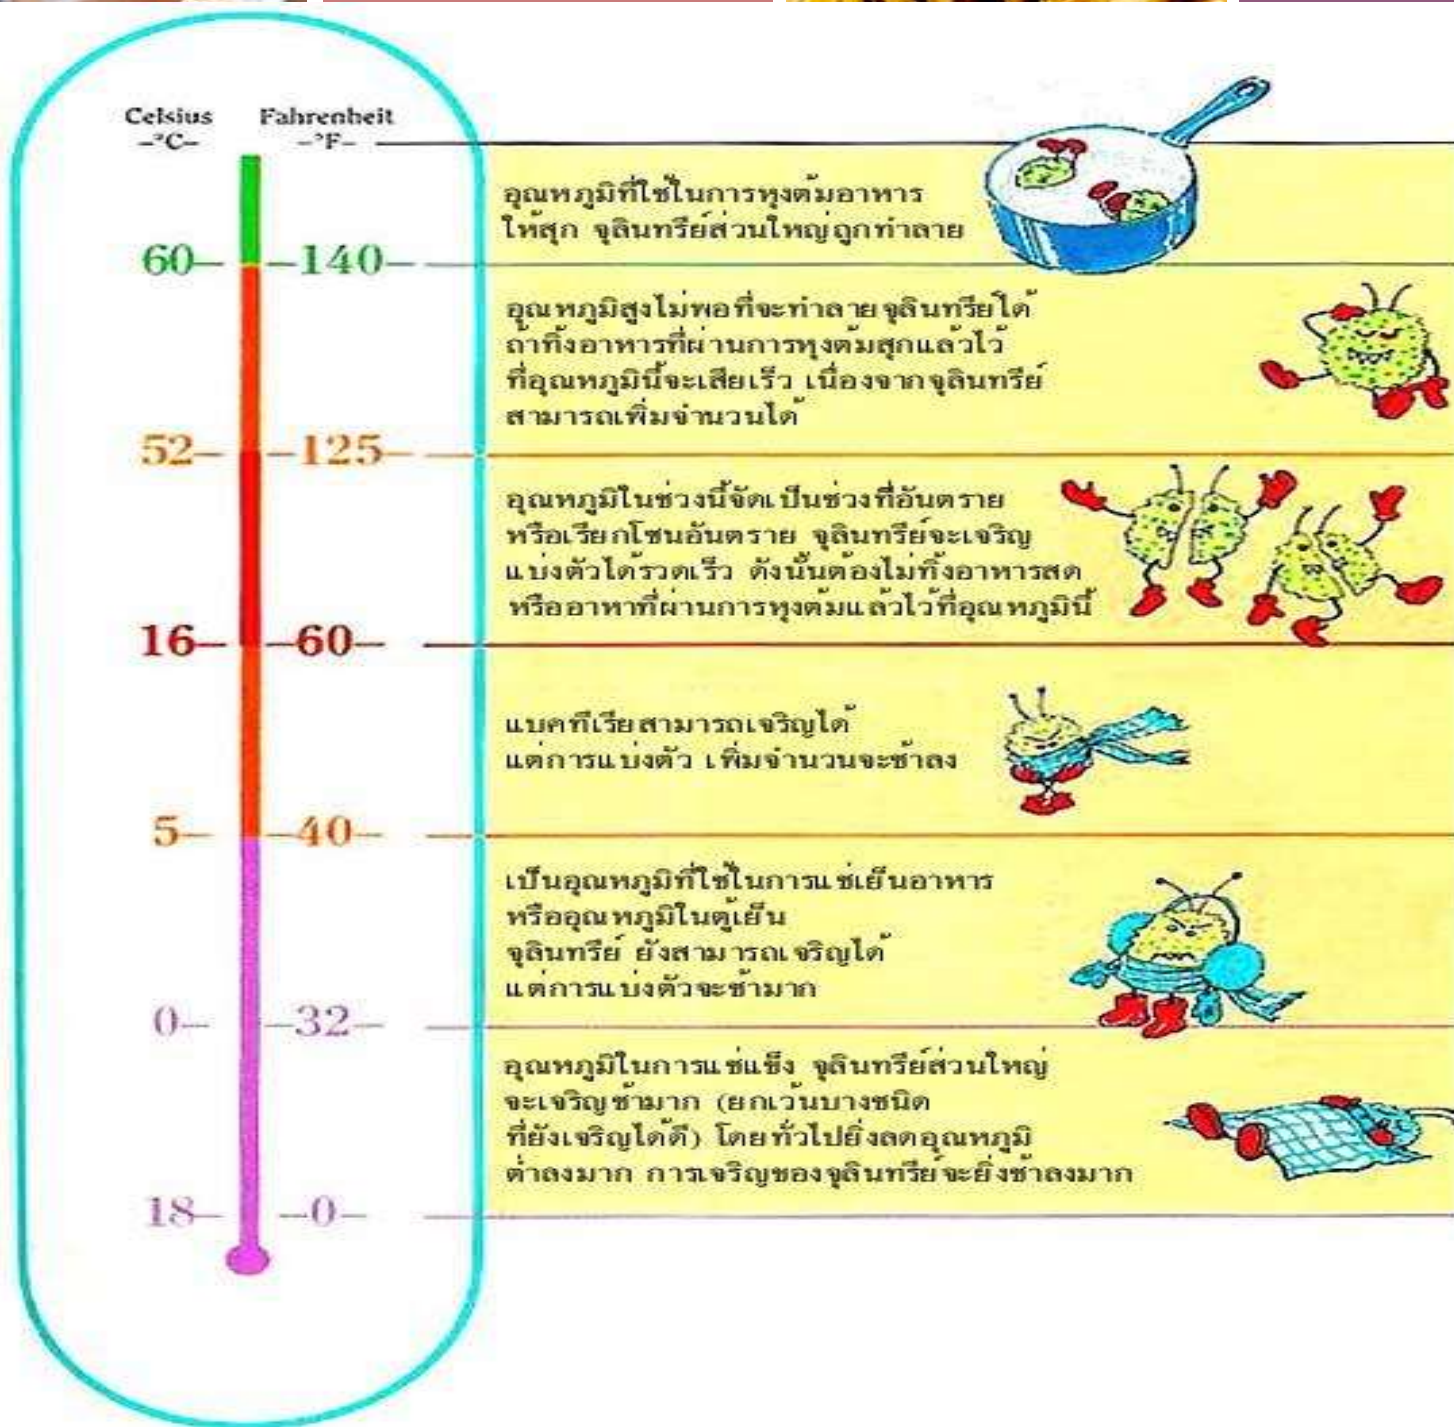 Celsius Fahrenheit
–°C– –°F–
อุณหภูมิที่ใช้ในการหุงต้มอาหาร
ให้สุก จุลินทรีย์ส่วนใหญ่ถูกทำลาย
60– –140–
อุณหภูมิสูงไม่พอที่จะทำลายจุลินทรีย์ได้
ถ้าทิ้งอาหารที่ผ่านการหุงต้มสุกแล้วไว้
ที่อุณหภูมินี้จะเสียเร็ว เนื่องจากจุลินทรีย์
สามารถเพิ่มจำนวนได้
52– –125–
อุณหภูมิในช่วงนี้จัดเป็นช่วงที่อันตราย
หรือเรียกโซนอันตราย จุลินทรีย์จะเจริญ
แบ่งตัวได้รวดเร็ว ดังนั้นต้องไม่ทิ้งอาหารสด
หรืออาหาที่ผ่านการหุงต้มแล้วไว้ที่อุณหภูมินี้
16– –60–
แบคทีเรียสามารถเจริญได้
แต่การแบ่งตัว เพิ่มจำนวนจะช้าลง
5– –40–
เป็นอุณหภูมิที่ใช้ในการแช่เย็นอาหาร
หรืออุณหภูมิในตู้เย็น
จุลินทรีย์ ยังสามารถเจริญได้
แต่การแบ่งตัวจะช้ามาก
0– –32–
อุณหภูมิในการแช่แข็ง จุลินทรีย์ส่วนใหญ่
จะเจริญช้ามาก (ยกเว้นบางชนิด
ที่ยังเจริญได้ดี) โดยทั่วไปยิ่งลดอุณหภูมิ
ต่ำลงมาก การเจริญของจุลินทรีย์จะยิ่งช้าลงมาก
18– –0–